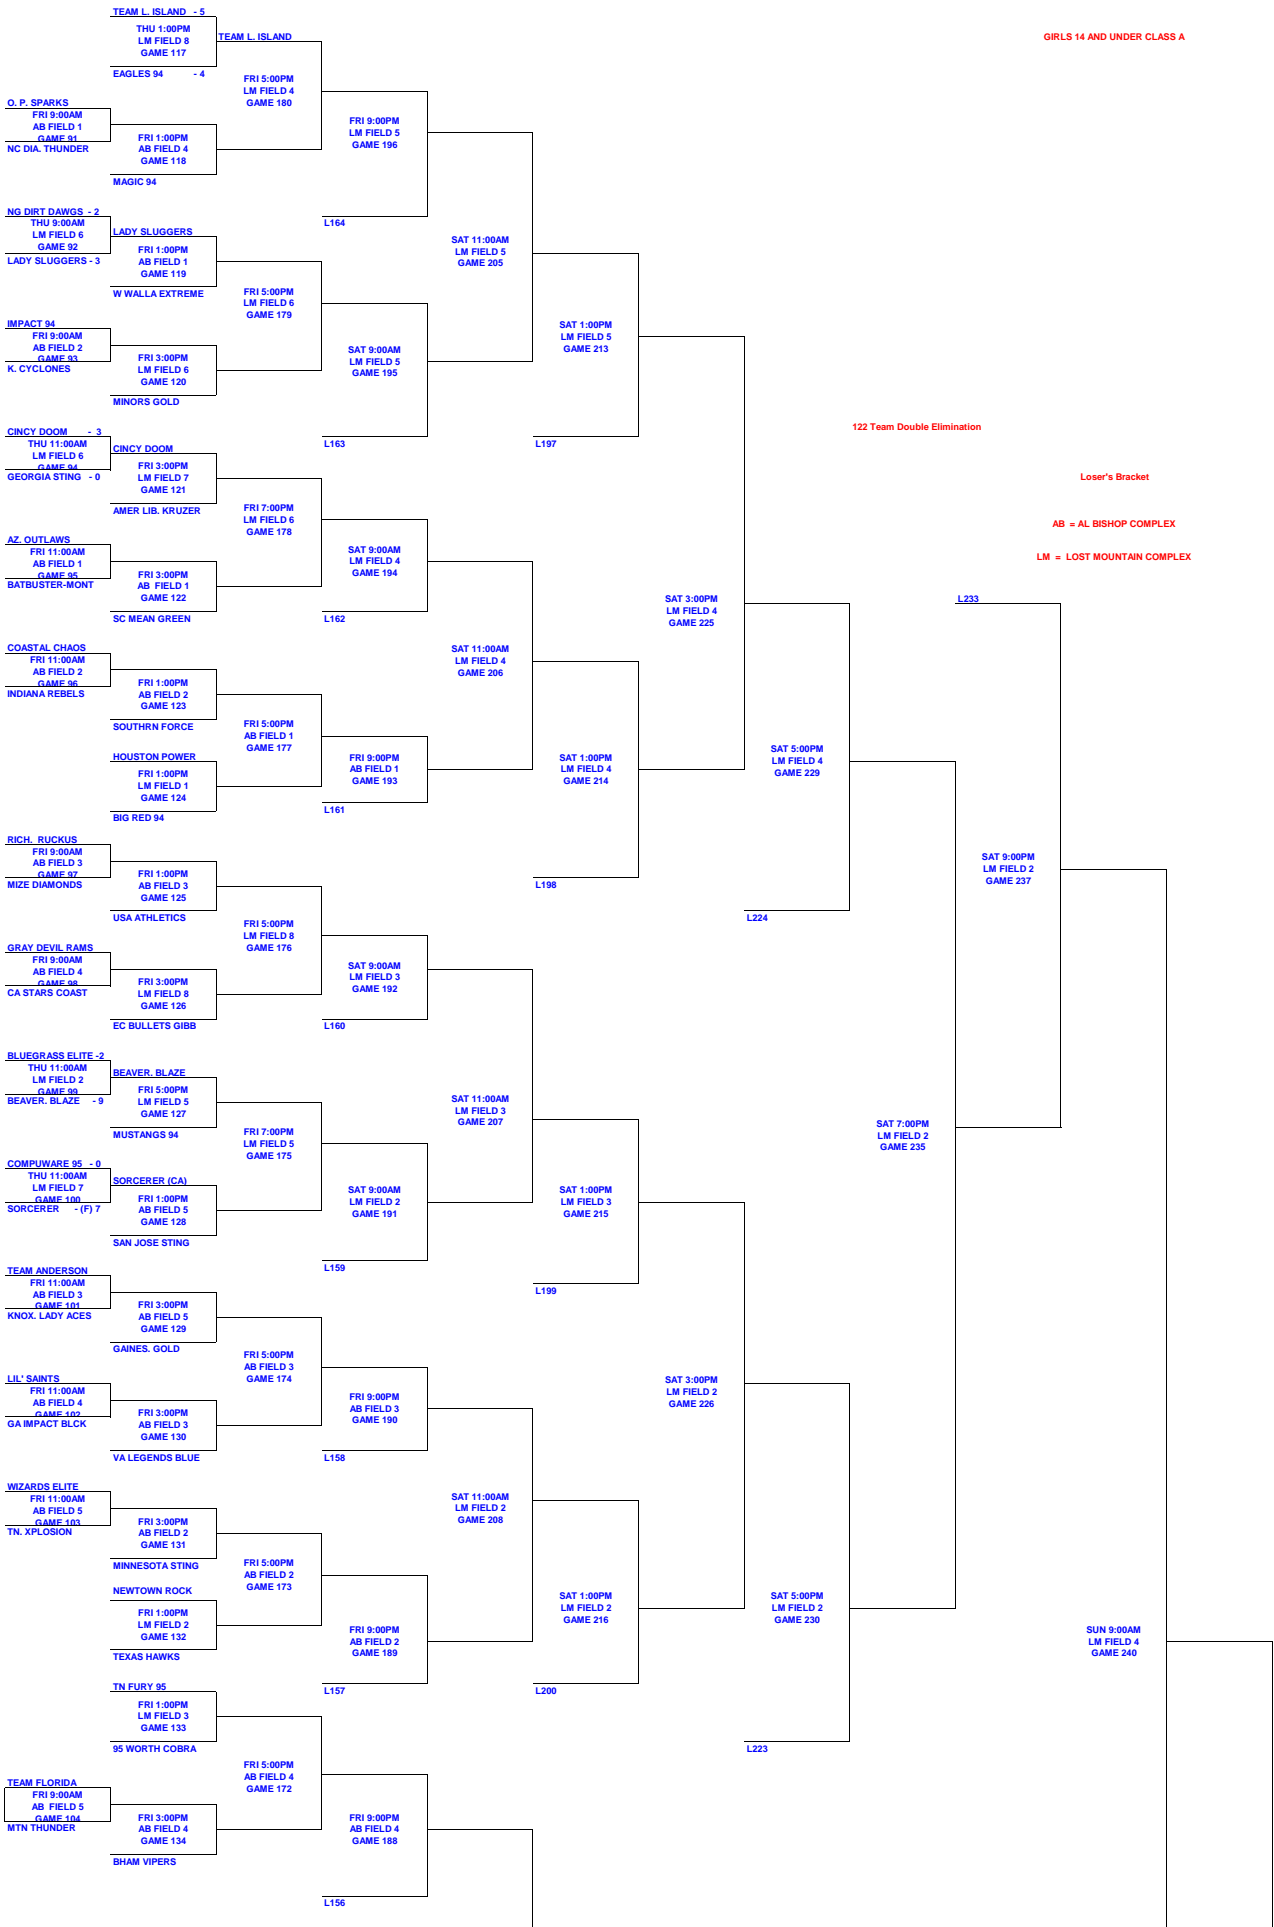 TEAM L. ISLAND - 5
THU 1:00PM
LM FIELD 8
GAME 117
EAGLES 94 - 4
TEAM L. ISLAND
GIRLS 14 AND UNDER CLASS A
FRI 5:00PM
LM FIELD 4
GAME 180
O. P. SPARKS
FRI 9:00AM
AB FIELD 1
GAME 91
NC DIA. THUNDER
FRI 1:00PM
AB FIELD 4
GAME 118
MAGIC 94
FRI 9:00PM
LM FIELD 5
GAME 196
L164
NG DIRT DAWGS - 2
THU 9:00AM
LM FIELD 6
GAME 92
LADY SLUGGERS - 3
LADY SLUGGERS
FRI 1:00PM
AB FIELD 1
GAME 119
W WALLA EXTREME
SAT 11:00AM
LM FIELD 5
GAME 205
FRI 5:00PM
LM FIELD 6
GAME 179
IMPACT 94
FRI 9:00AM
AB FIELD 2
GAME 93
K. CYCLONES
FRI 3:00PM
LM FIELD 6
GAME 120
MINORS GOLD
SAT 9:00AM
LM FIELD 5
GAME 195
SAT 1:00PM
LM FIELD 5
GAME 213
L163
L197
122 Team Double Elimination
CINCY DOOM - 3
THU 11:00AM
LM FIELD 6
GAME 94
GEORGIA STING - 0
CINCY DOOM
FRI 3:00PM
LM FIELD 7
GAME 121
AMER LIB. KRUZER
Loser's Bracket
FRI 7:00PM
LM FIELD 6
GAME 178
AB = AL BISHOP COMPLEX
LM = LOST MOUNTAIN COMPLEX
AZ. OUTLAWS
FRI 11:00AM
AB FIELD 1
GAME 95
BATBUSTER-MONT
FRI 3:00PM
AB FIELD 1
GAME 122
SC MEAN GREEN
SAT 9:00AM
LM FIELD 4
GAME 194
L162
SAT 3:00PM
LM FIELD 4
GAME 225
L233
COASTAL CHAOS
FRI 11:00AM
AB FIELD 2
GAME 96
INDIANA REBELS
SAT 11:00AM
LM FIELD 4
GAME 206
FRI 1:00PM
AB FIELD 2
GAME 123
SOUTHRN FORCE
FRI 5:00PM
AB FIELD 1
GAME 177
HOUSTON POWER
FRI 1:00PM
LM FIELD 1
GAME 124
BIG RED 94
FRI 9:00PM
AB FIELD 1
GAME 193
L161
SAT 1:00PM
LM FIELD 4
GAME 214
SAT 5:00PM
LM FIELD 4
GAME 229
RICH. RUCKUS
FRI 9:00AM
AB FIELD 3
GAME 97
MIZE DIAMONDS
FRI 1:00PM
AB FIELD 3
GAME 125
USA ATHLETICS
L198
L224
SAT 9:00PM
LM FIELD 2
GAME 237
FRI 5:00PM
LM FIELD 8
GAME 176
GRAY DEVIL RAMS
FRI 9:00AM
AB FIELD 4
GAME 98
CA STARS COAST
FRI 3:00PM
LM FIELD 8
GAME 126
EC BULLETS GIBB
SAT 9:00AM
LM FIELD 3
GAME 192
L160
BLUEGRASS ELITE -2
THU 11:00AM
LM FIELD 2
GAME 99
BEAVER. BLAZE - 9
BEAVER. BLAZE
FRI 5:00PM
LM FIELD 5
GAME 127
MUSTANGS 94
SAT 11:00AM
LM FIELD 3
GAME 207
FRI 7:00PM
LM FIELD 5
GAME 175
SAT 7:00PM
LM FIELD 2
GAME 235
COMPUWARE 95 - 0
THU 11:00AM
LM FIELD 7
GAME 100
SORCERER - (F) 7
SORCERER (CA)
FRI 1:00PM
AB FIELD 5
GAME 128
SAN JOSE STING
SAT 9:00AM
LM FIELD 2
GAME 191
SAT 1:00PM
LM FIELD 3
GAME 215
L159
L199
TEAM ANDERSON
FRI 11:00AM
AB FIELD 3
GAME 101
KNOX. LADY ACES
FRI 3:00PM
AB FIELD 5
GAME 129
GAINES. GOLD
FRI 5:00PM
AB FIELD 3
GAME 174
LIL' SAINTS
FRI 11:00AM
AB FIELD 4
GAME 102
GA IMPACT BLCK
FRI 3:00PM
AB FIELD 3
GAME 130
VA LEGENDS BLUE
FRI 9:00PM
AB FIELD 3
GAME 190
L158
SAT 3:00PM
LM FIELD 2
GAME 226
WIZARDS ELITE
FRI 11:00AM
AB FIELD 5
GAME 103
TN. XPLOSION
FRI 3:00PM
AB FIELD 2
GAME 131
MINNESOTA STING
SAT 11:00AM
LM FIELD 2
GAME 208
FRI 5:00PM
AB FIELD 2
GAME 173
NEWTOWN ROCK
FRI 1:00PM
LM FIELD 2
GAME 132
TEXAS HAWKS
FRI 9:00PM
AB FIELD 2
GAME 189
SAT 1:00PM
LM FIELD 2
GAME 216
SAT 5:00PM
LM FIELD 2
GAME 230
SUN 9:00AM
LM FIELD 4
GAME 240
L157
L200
TN FURY 95
FRI 1:00PM
LM FIELD 3
GAME 133
95 WORTH COBRA
L223
FRI 5:00PM
AB FIELD 4
GAME 172
TEAM FLORIDA
FRI 9:00AM
AB FIELD 5
GAME 104
MTN THUNDER
FRI 3:00PM
AB FIELD 4
GAME 134
BHAM VIPERS
FRI 9:00PM
AB FIELD 4
GAME 188
L156